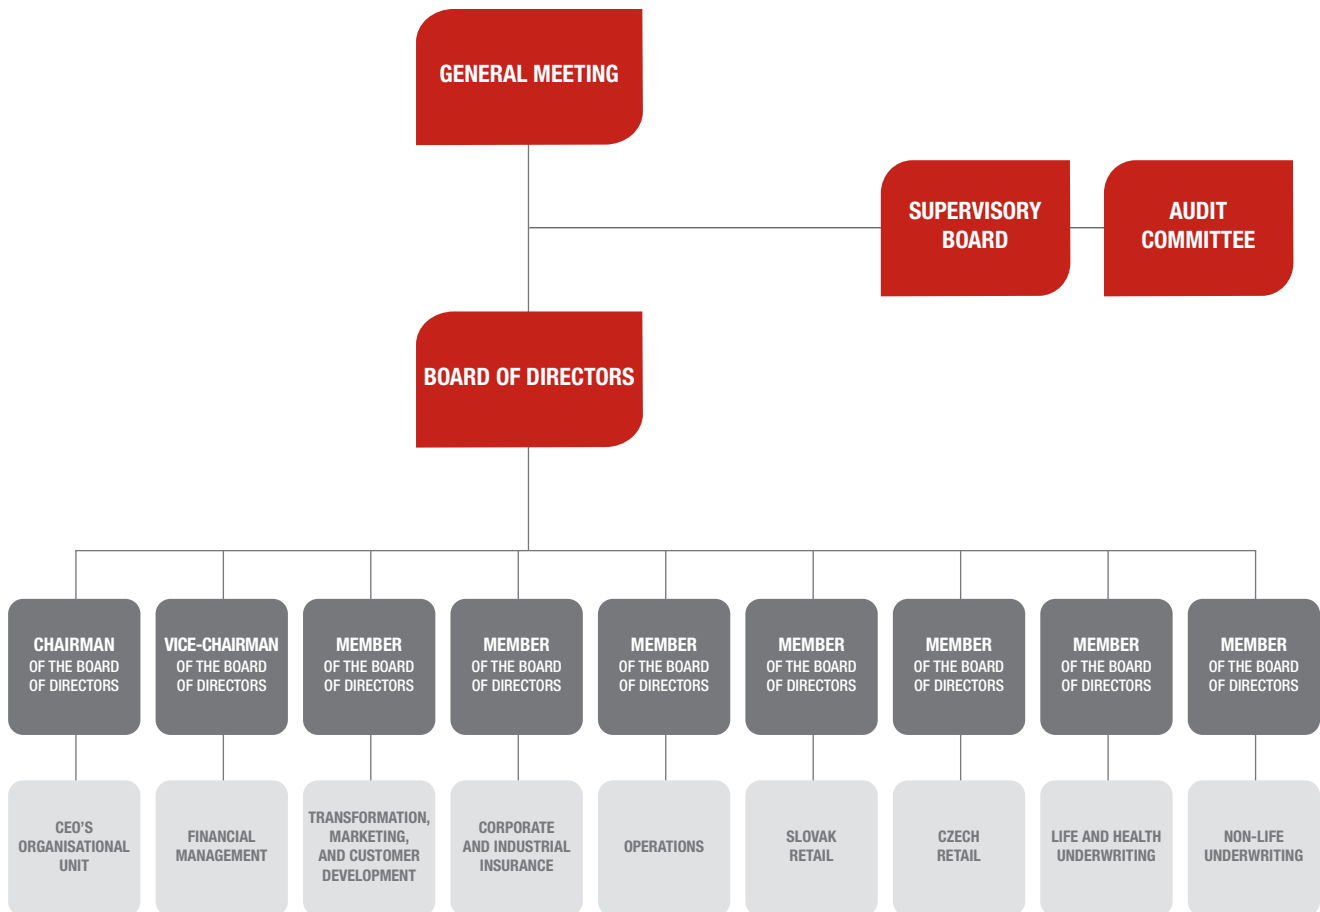 GENERAL MEETING
SUPERVISORY
BOARD
AUDIT
COMMITTEE
BOARD OF DIRECTORS
CHAIRMAN
OF THE BOARD
OF DIRECTORS
VICE-CHAIRMAN
OF THE BOARD
OF DIRECTORS
MEMBER
OF THE BOARD
OF DIRECTORS
MEMBER
OF THE BOARD
OF DIRECTORS
MEMBER
OF THE BOARD
OF DIRECTORS
MEMBER
OF THE BOARD
OF DIRECTORS
MEMBER
OF THE BOARD
OF DIRECTORS
MEMBER
OF THE BOARD
OF DIRECTORS
MEMBER
OF THE BOARD
OF DIRECTORS
CEO'S
ORGANISATIONAL
UNIT
FINANCIAL
MANAGEMENT
TRANSFORMATION,
MARKETING,
AND CUSTOMER
DEVELOPMENT
CORPORATE
AND INDUSTRIAL
INSURANCE
OPERATIONS
SLOVAK
RETAIL
CZECH
RETAIL
LIFE AND HEALTH
UNDERWRITING
NON-LIFE
UNDERWRITING